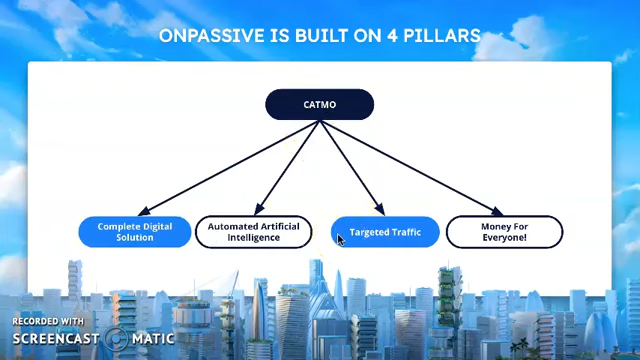 ONPASSIVE IS BUILT ON 4 PILLARS
CATMO
Complete Digital
Solution
Automated Artificial
Intelligence
Targeted Traffic
Money For
Everyone!
RECORDED WITH
SCREENCAST MATIC